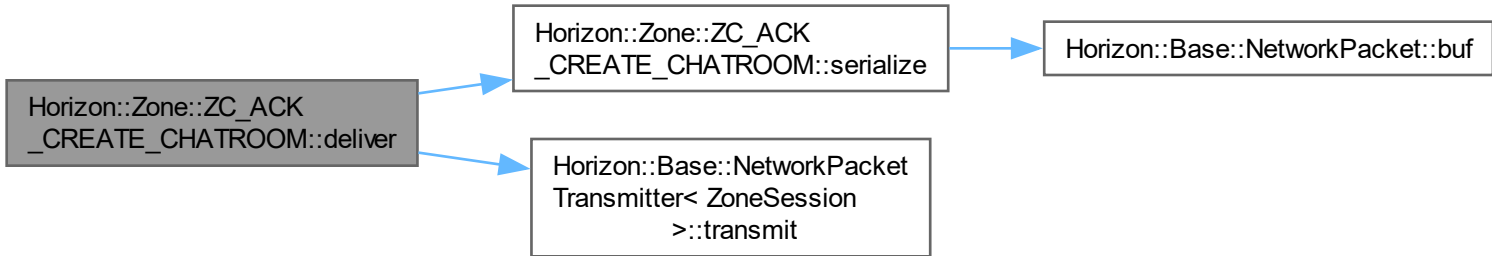 Horizon::Zone::ZC_ACK
_CREATE_CHATROOM::deliver
Horizon::Zone::ZC_ACK
_CREATE_CHATROOM::serialize
Horizon::Base::NetworkPacket::buf
Horizon::Base::NetworkPacket
Transmitter< ZoneSession
>::transmit